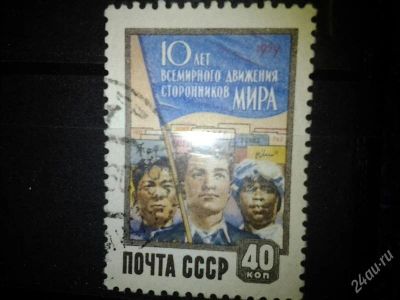 1959
10 ЛЕТ
ВСЕМИРНОГО ДВИЖЕНИЯ
СТОРОННИКОВ МИРА
ПОЧТА СССР
40
КОП
24au.ru